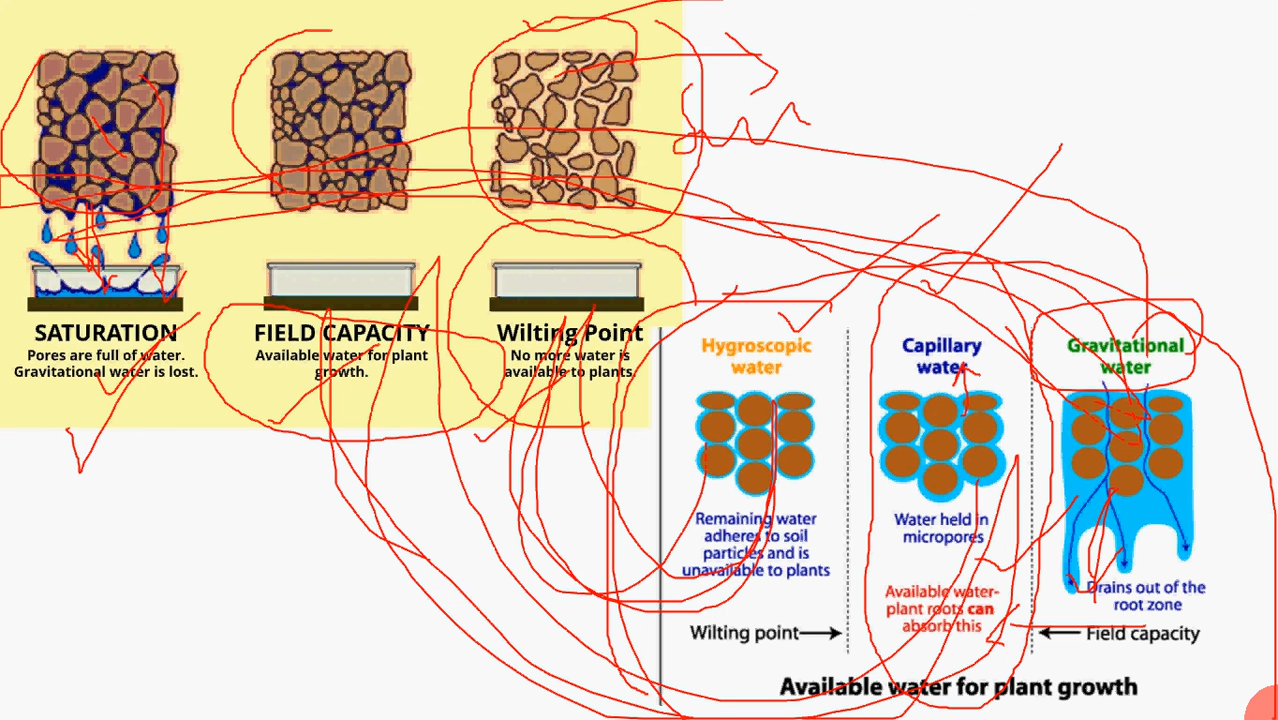 SATURATION
Pores are full of water.
Gravitational water is lost.
FIELD CAPACITY
Available water for plant
growth.
Wilting Point
No more water is
available to plants.
Hygroscopic
water
Remaining water
adheres to soil
particles and is
unavailable to plants
Capillary
water
Water held in
micropores
Available water-
plant roots can
absorb this
Gravitational
water
Drains out of the
root zone
Wilting point
Field capacity
Available water for plant growth